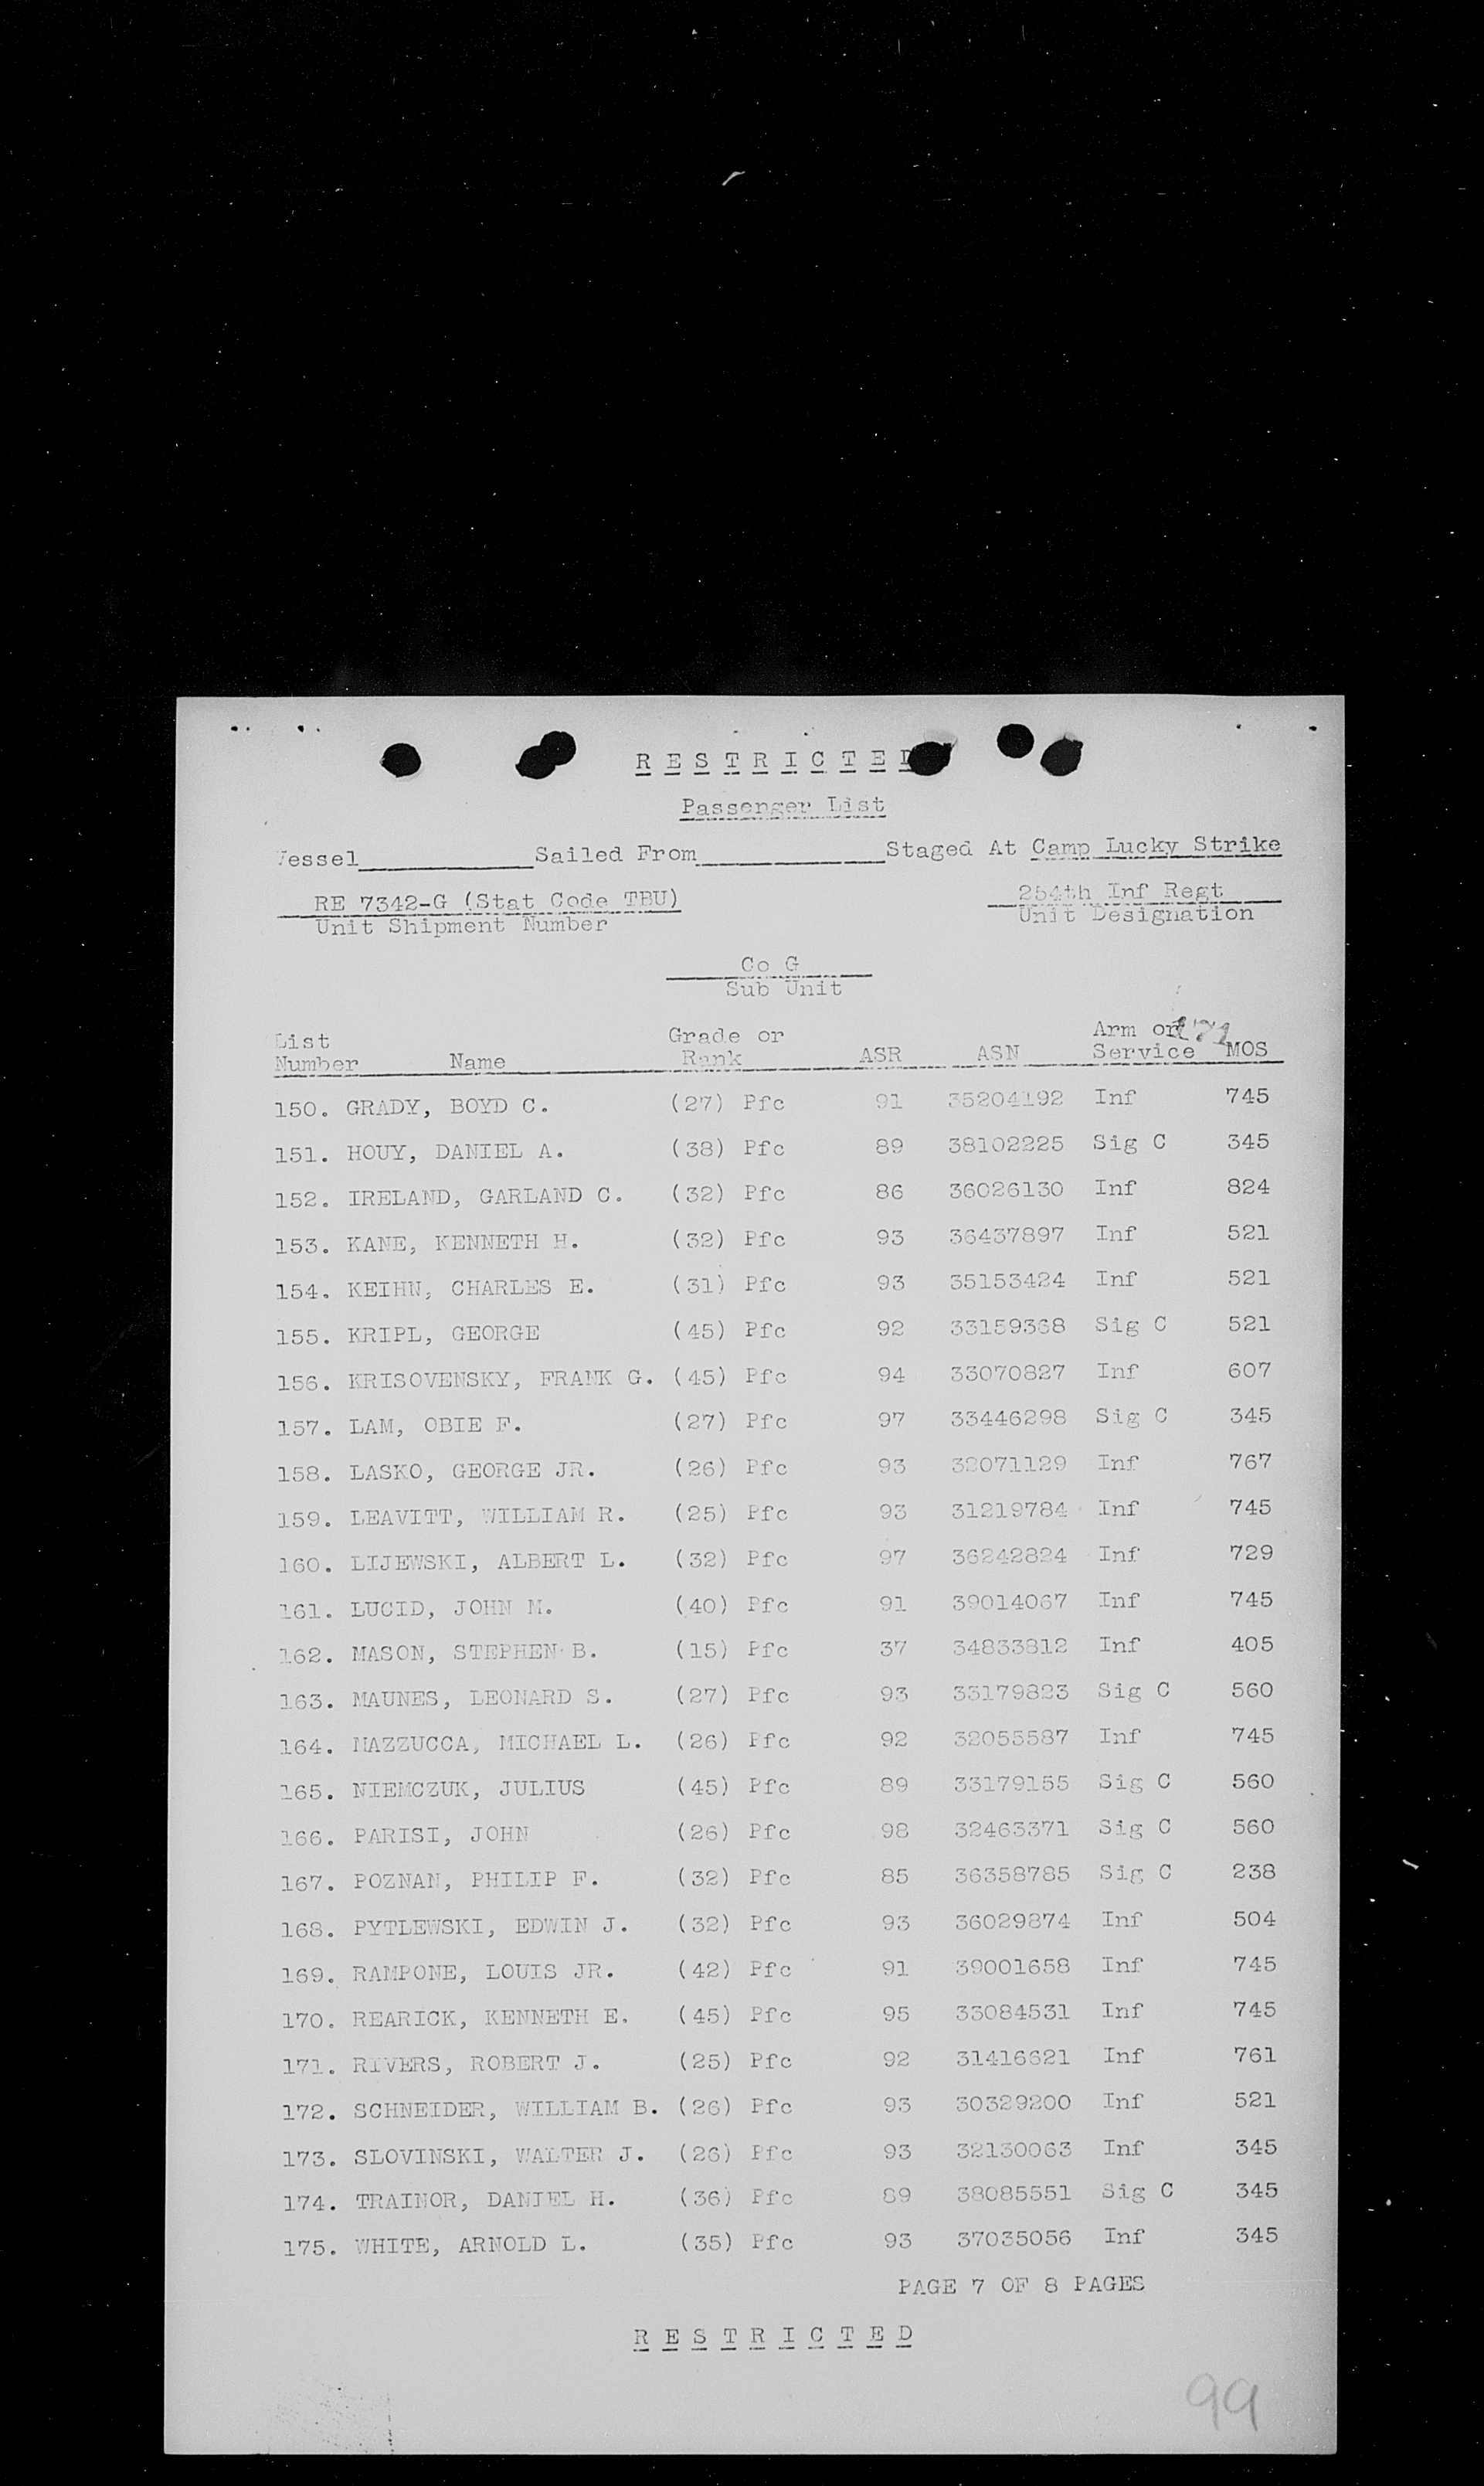 RESTRICTED
Passenger List
Vessel Sailed From Staged At Camp Lucky Strike
RE 7342-G (Stat Code TBU) 254th Inf Regt
Unit Shipment Number Unit Designation
Co G
Sub Unit
List Grade or Arm or
Number Name Rank ASR ASN Service MOS
150. GRADY, BOYD C. (27) Pfc 91 35204192 Inf 745
151. HOUY, DANIEL A. (38) Pfc 89 38102225 Sig C 345
152. IRELAND, GARLAND C. (32) Pfc 86 36026130 Inf 824
153. KANE, KENNETH H. (32) Pfc 93 36437897 Inf 521
154. KEIHN, CHARLES E. (31) Pfc 93 35153424 Inf 521
155. KRIPL, GEORGE (45) Pfc 92 33159368 Sig C 521
156. KRISOVENSKY, FRANK G. (45) Pfc 94 33070827 Inf 607
157. LAM, OBIE F. (27) Pfc 97 33446298 Sig C 345
158. LASKO, GEORGE JR. (26) Pfc 93 32071129 Inf 767
159. LEAVITT, WILLIAM R. (25) Pfc 93 31219784 Inf 745
160. LIJEWSKI, ALBERT L. (32) Pfc 97 36242824 Inf 729
161. LUCID, JOHN M. (40) Pfc 91 39014067 Inf 745
162. MASON, STEPHEN B. (15) Pfc 37 34833812 Inf 405
163. MAUNES, LEONARD S. (27) Pfc 93 33179823 Sig C 560
164. MAZZUCCA, MICHAEL L. (26) Pfc 92 32055587 Inf 745
165. NIEMCZUK, JULIUS (45) Pfc 89 33179155 Sig C 560
166. PARISI, JOHN (26) Pfc 98 32463371 Sig C 560
167. POZNAN, PHILIP F. (32) Pfc 85 36358785 Sig C 238
168. PYTLEWSKI, EDWIN J. (32) Pfc 93 36029874 Inf 504
169. RAMPONE, LOUIS JR. (42) Pfc 91 39001658 Inf 745
170. REARICK, KENNETH E. (45) Pfc 95 33084531 Inf 745
171. RIVERS, ROBERT J. (25) Pfc 92 31416621 Inf 761
172. SCHNEIDER, WILLIAM B. (26) Pfc 93 30329200 Inf 521
173. SLOVINSKI, WALTER J. (26) Pfc 93 32130063 Inf 345
174. TRAINOR, DANIEL H. (36) Pfc 89 38085551 Sig C 345
175. WHITE, ARNOLD L. (35) Pfc 93 37035056 Inf 345
PAGE 7 OF 8 PAGES
RESTRICTED
99